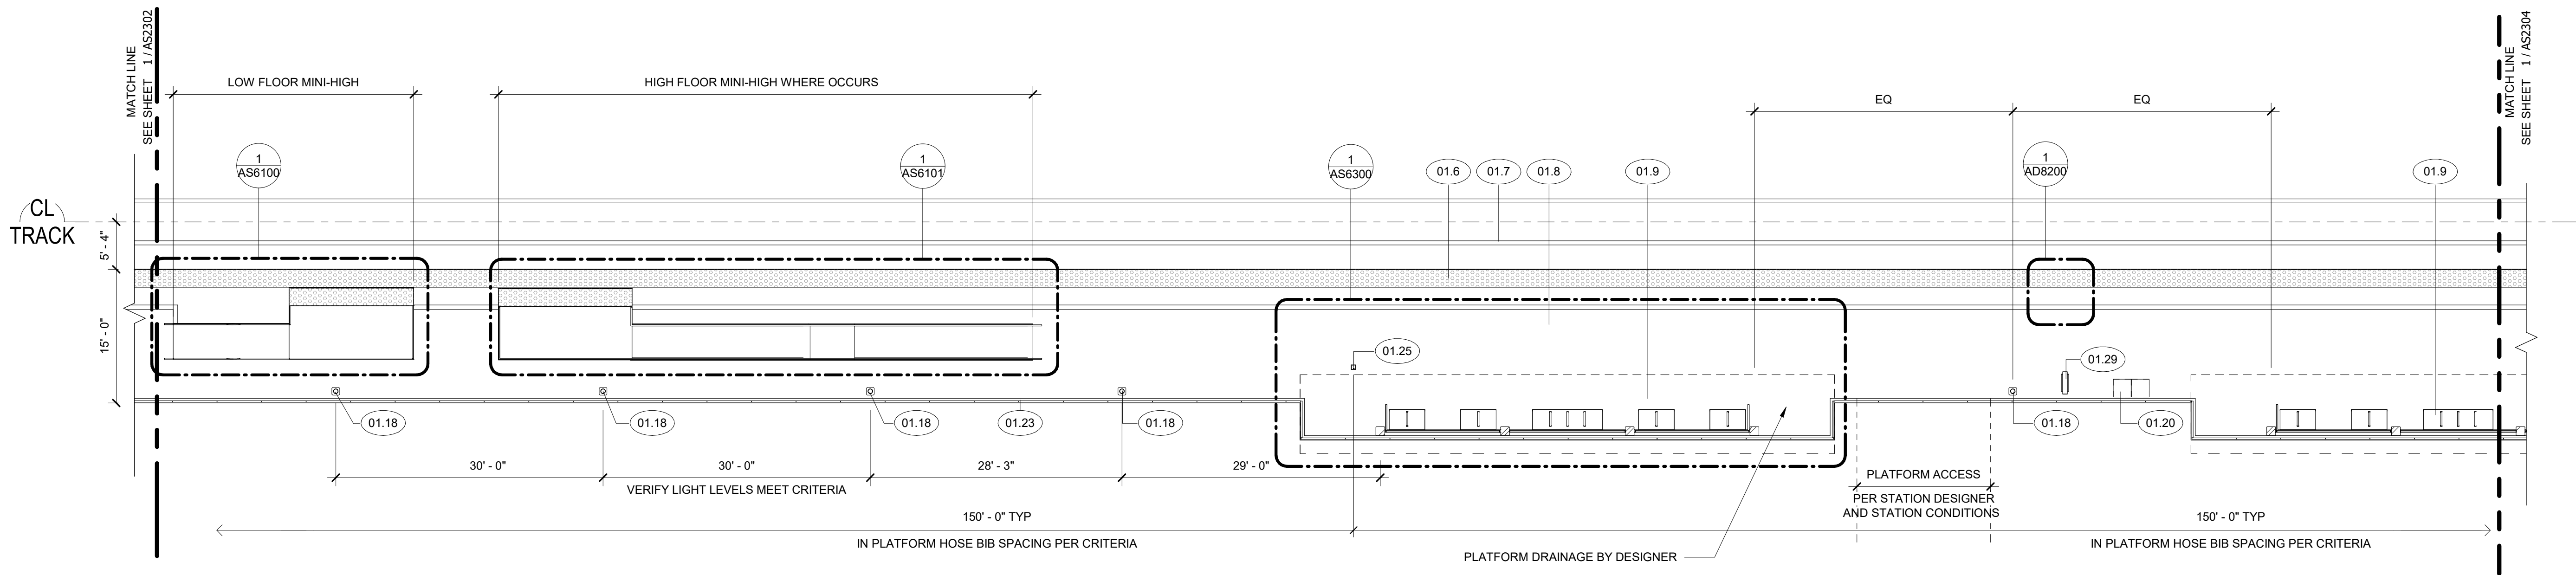 MATCH LINE
SEE SHEET 1 / AS2302
LOW FLOOR MINI-HIGH
HIGH FLOOR MINI-HIGH WHERE OCCURS
EQ
EQ
MATCH LINE
SEE SHEET 1 / AS2304
1
AS6100
1
AS6101
1
AS6300
01.6
01.7
01.8
01.9
1
AD8200
01.9
CL
TRACK
5' - 4"
15' - 0"
01.25
01.29
01.18
01.18
01.18
01.23
01.18
01.18
01.20
30' - 0"
30' - 0"
28' - 3"
29' - 0"
VERIFY LIGHT LEVELS MEET CRITERIA
PLATFORM ACCESS
PER STATION DESIGNER
AND STATION CONDITIONS
150' - 0" TYP
IN PLATFORM HOSE BIB SPACING PER CRITERIA
150' - 0" TYP
IN PLATFORM HOSE BIB SPACING PER CRITERIA
PLATFORM DRAINAGE BY DESIGNER